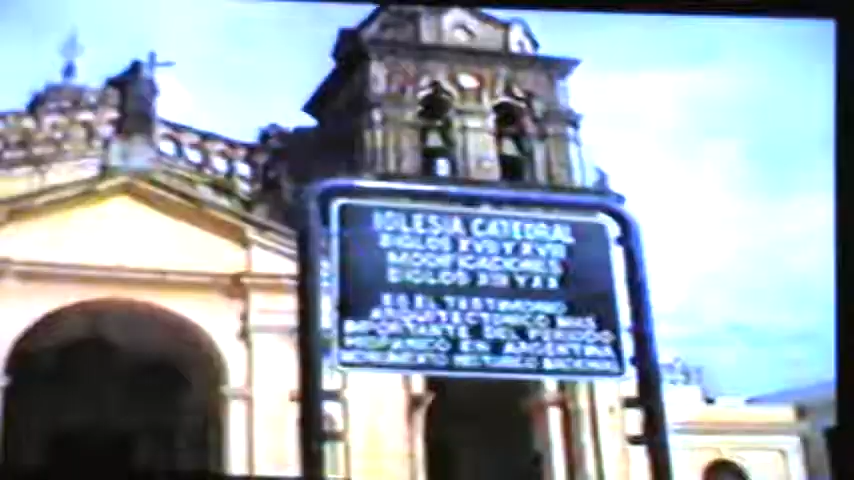 IGLESIA CATEDRAL
SIGLOS XVII Y XVIII
MODIFICACIONES
SIGLOS XIX Y XX
ES EL TESTIMONIO
ARQUITECTONICO MAS
IMPORTANTE DEL PERIODO
HISPANICO EN ARGENTINA
MONUMENTO HISTORICO NACIONAL